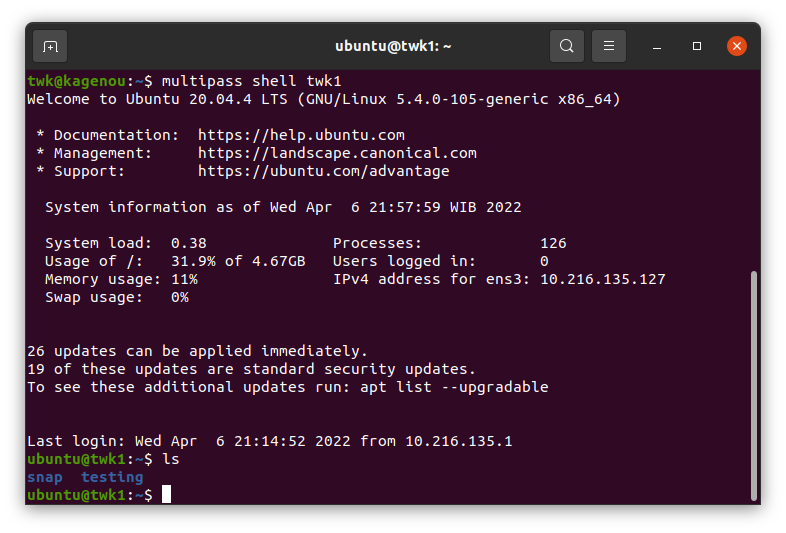 ubuntu@twk1: ~
twk@kagenou:~$ multipass shell twk1
Welcome to Ubuntu 20.04.4 LTS (GNU/Linux 5.4.0-105-generic x86_64)
* Documentation:  https://help.ubuntu.com
* Management:     https://landscape.canonical.com
* Support:        https://ubuntu.com/advantage
System information as of Wed Apr  6 21:57:59 WIB 2022
System load:  0.38              Processes:             126
Usage of /:   31.9% of 4.67GB   Users logged in:       0
Memory usage: 11%               IPv4 address for ens3: 10.216.135.127
Swap usage:   0%
26 updates can be applied immediately.
19 of these updates are standard security updates.
To see these additional updates run: apt list --upgradable
Last login: Wed Apr  6 21:14:52 2022 from 10.216.135.1
ubuntu@twk1:~$ ls
snap  testing
ubuntu@twk1:~$